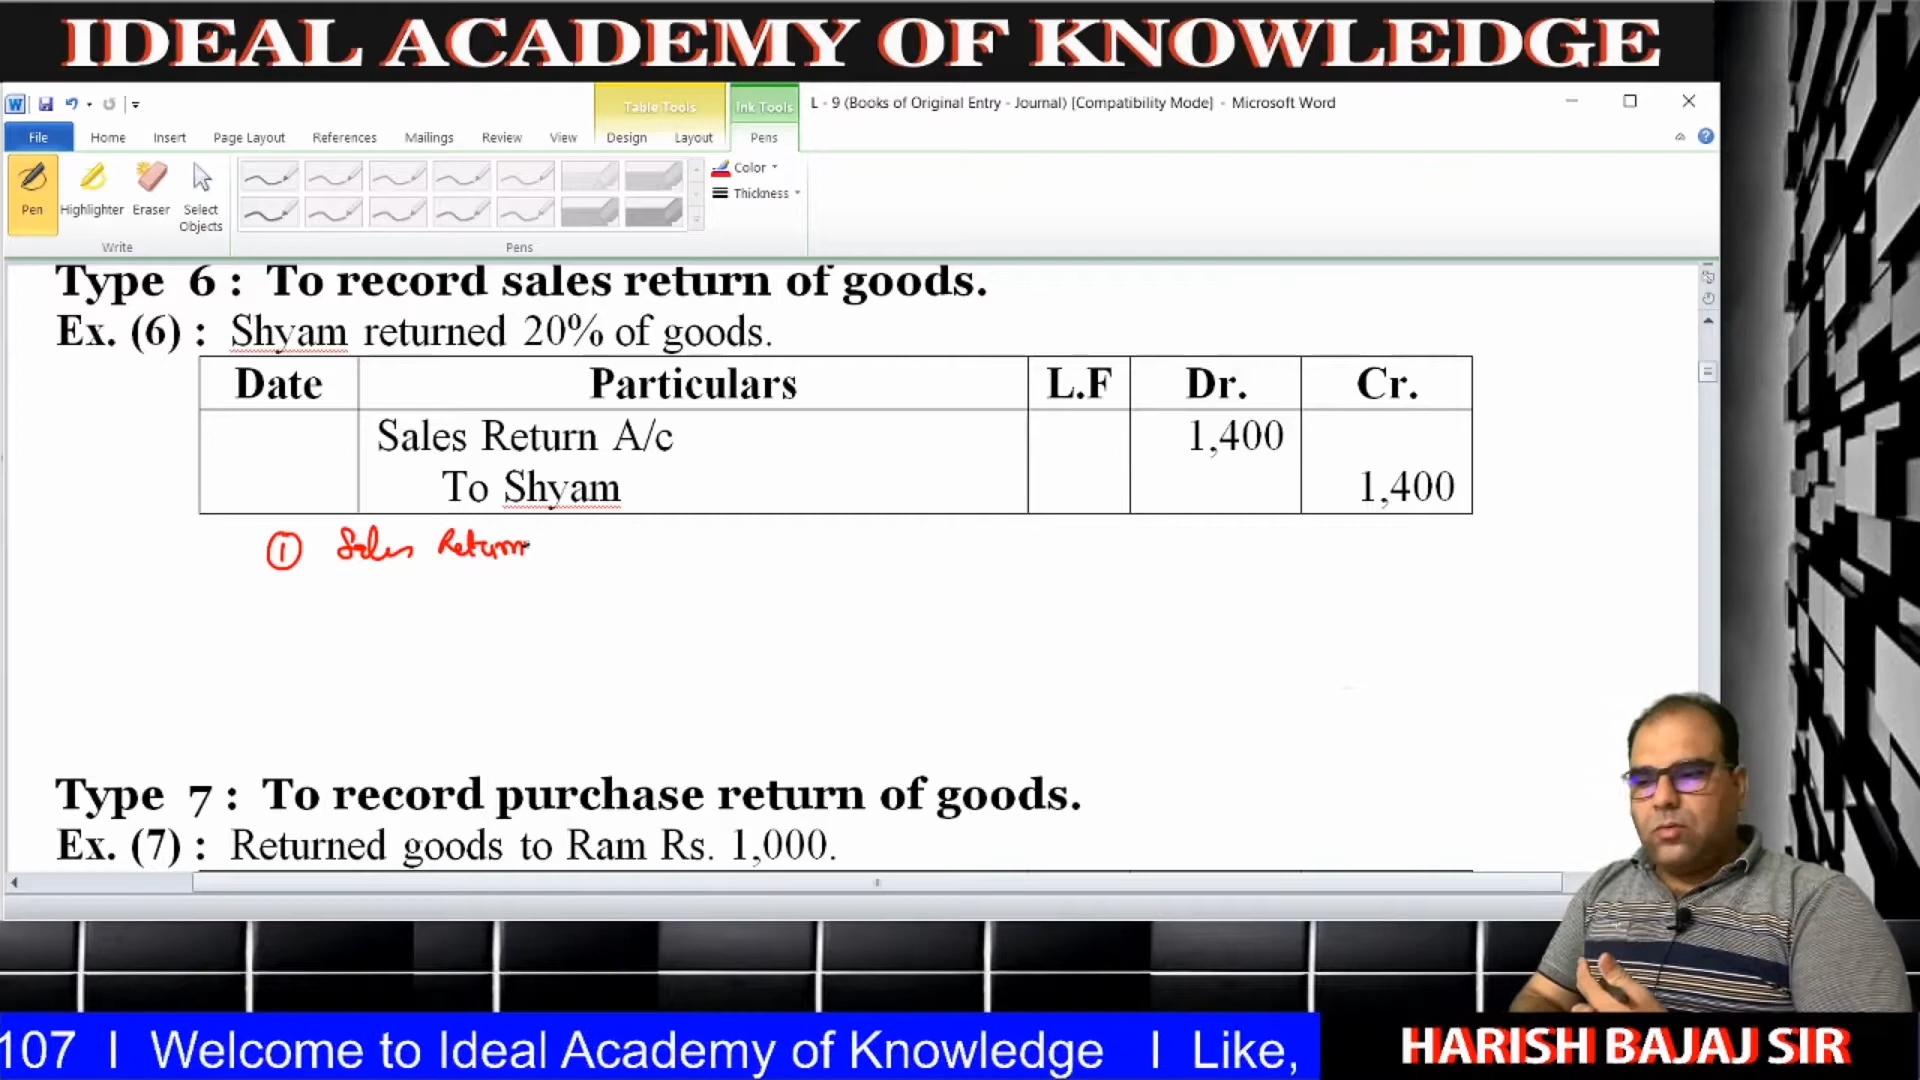 IDEAL ACADEMY OF KNOWLEDGE
Table Tools
Ink Tools
L - 9 (Books of Original Entry - Journal) [Compatibility Mode] - Microsoft Word
File Home Insert Page Layout References Mailings Review View Design Layout Pens
Pen Highlighter Eraser Select Objects
Color
Thickness
Write
Pens
Type 6 : To record sales return of goods.
Ex. (6) : Shyam returned 20% of goods.
Date Particulars L.F Dr. Cr.
Sales Return A/c 1,400
To Shyam 1,400
① Sales Return
Type 7 : To record purchase return of goods.
Ex. (7) : Returned goods to Ram Rs. 1,000.
107 I Welcome to Ideal Academy of Knowledge I Like,
HARISH BAJAJ SIR